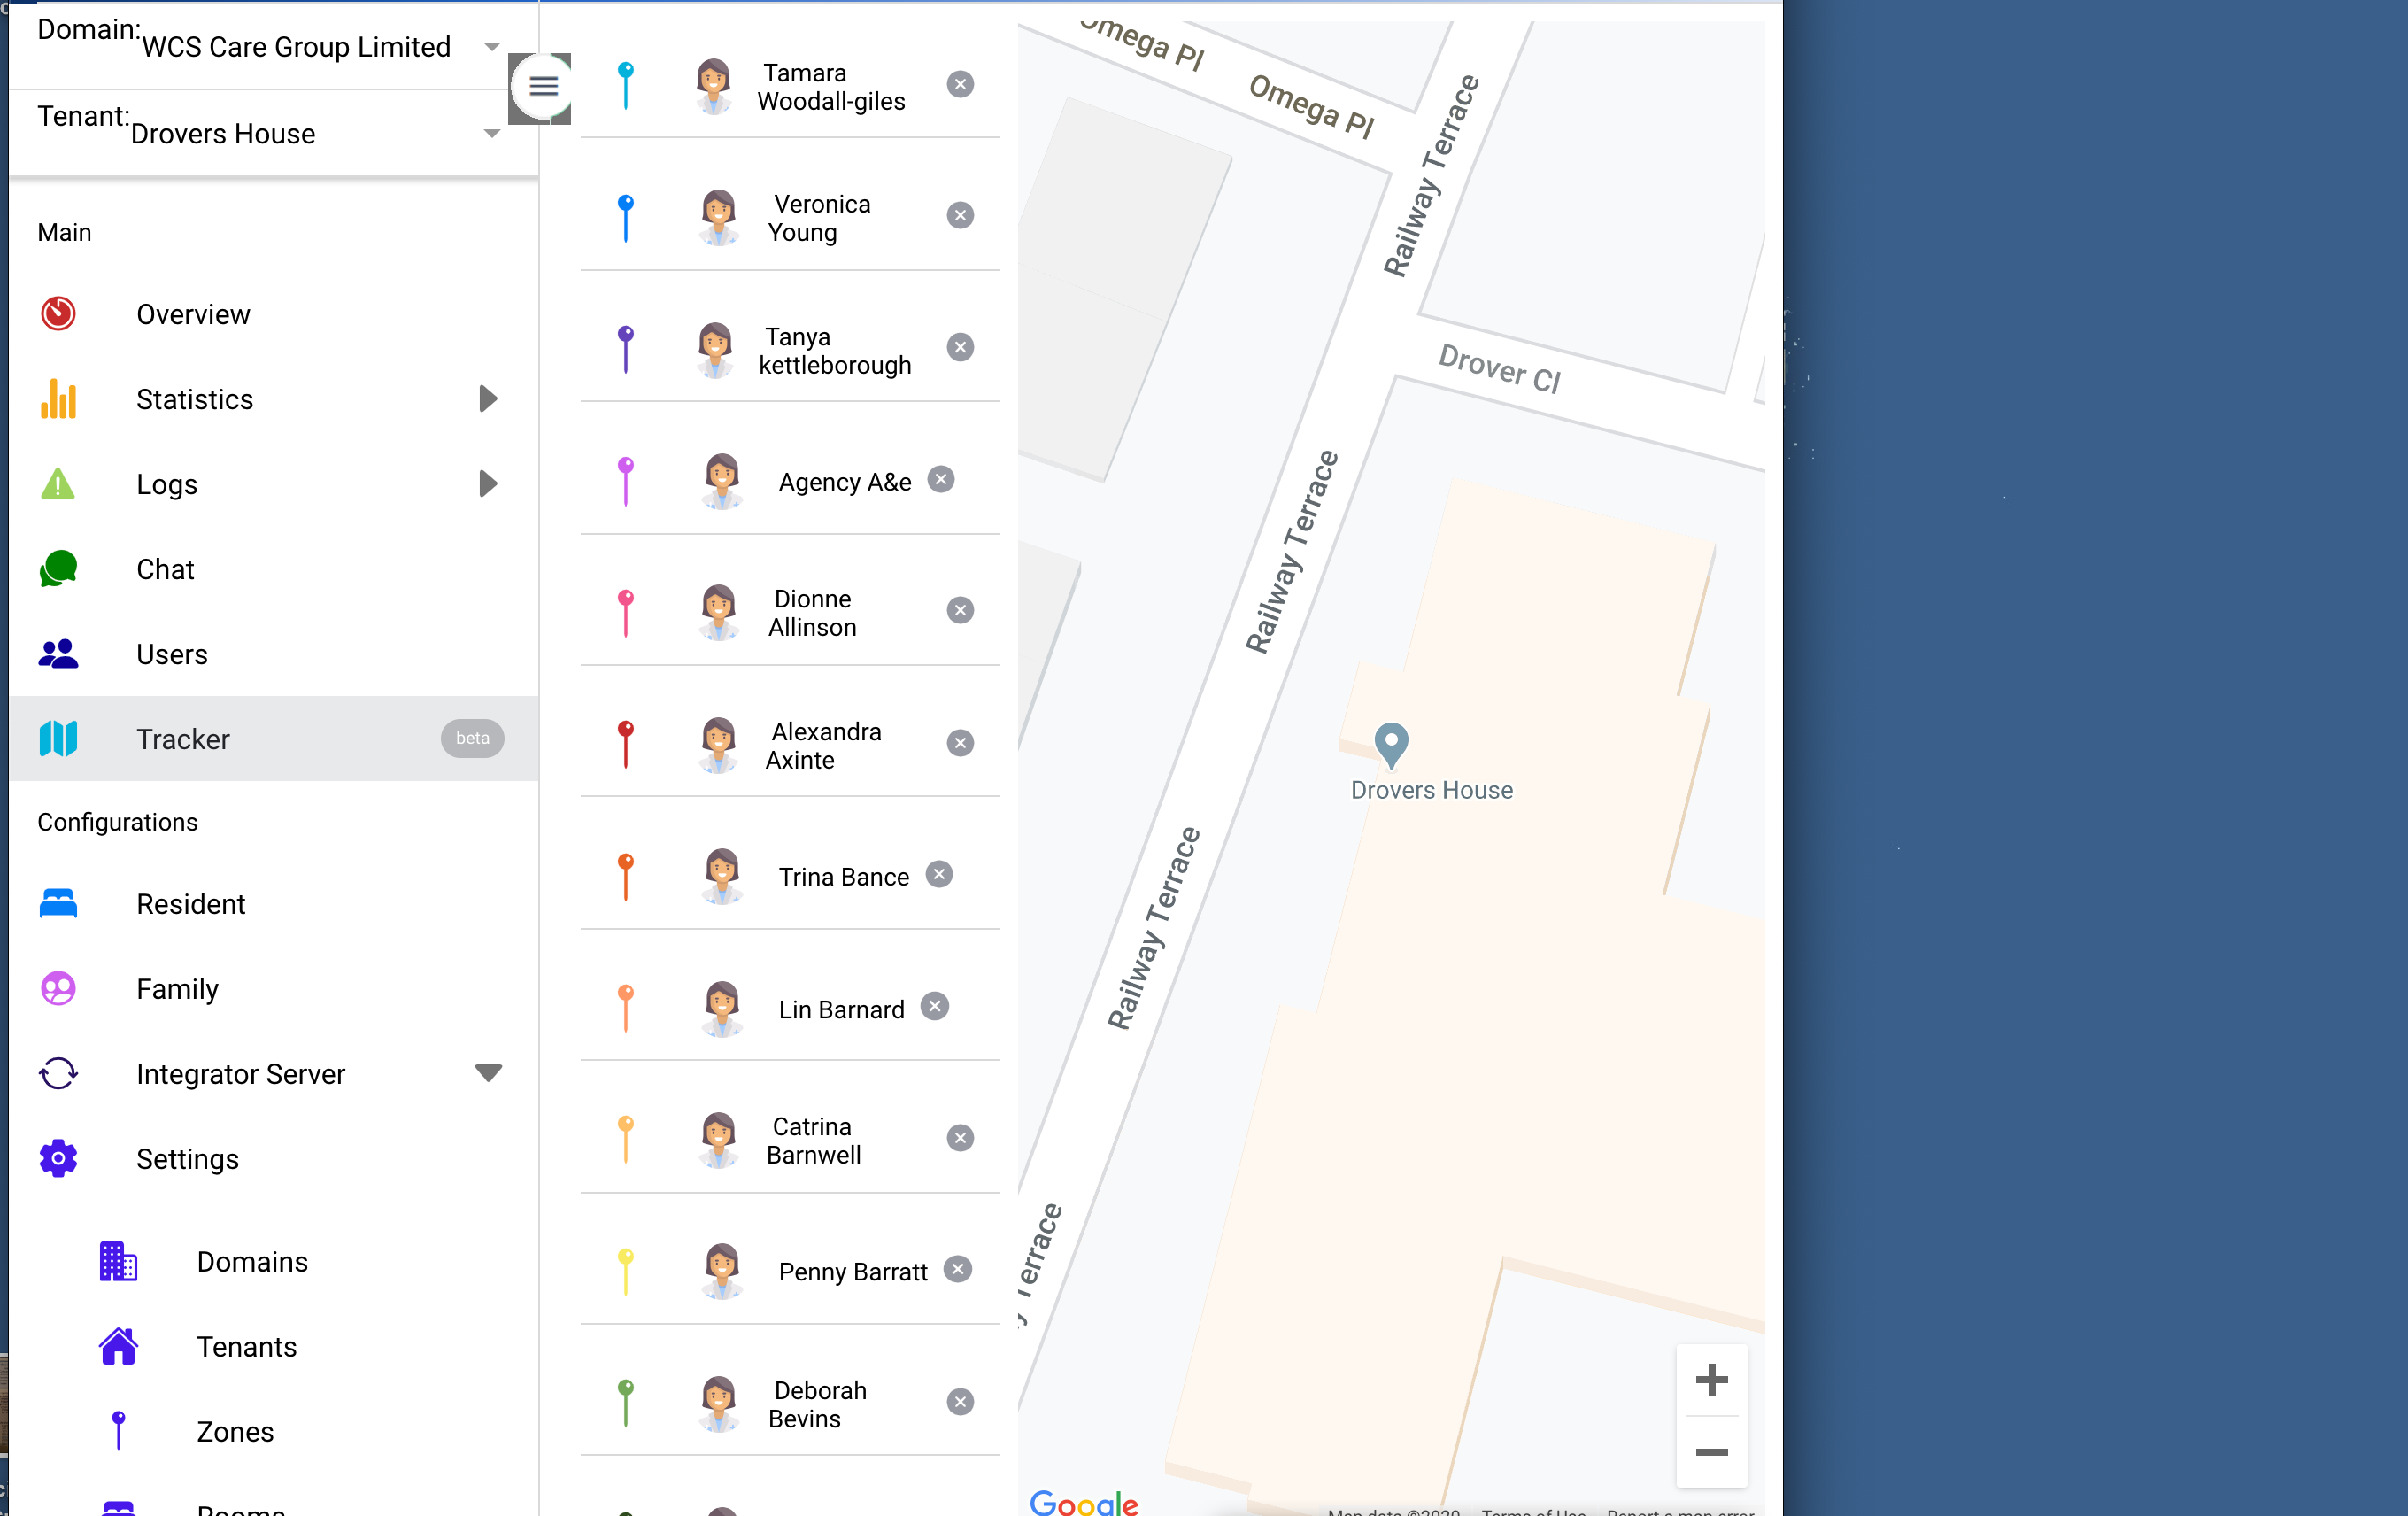 Domain:
WCS Care Group Limited
Tenant:
Drovers House
Main
Overview
Statistics
Logs
Chat
Users
Tracker
beta
Configurations
Resident
Family
Integrator Server
Settings
Domains
Tenants
Zones
Rooms
Tamara
Woodall-giles
Veronica
Young
Tanya
kettleborough
Agency A&e
Dionne
Allinson
Alexandra
Axinte
Trina Bance
Lin Barnard
Catrina
Barnwell
Penny Barratt
Deborah
Bevins
Omega Pl
Omega Pl
Railway Terrace
Drover Cl
Railway Terrace
Drovers House
Railway Terrace
y Terrace
Google
Map data ©2020
Terms of Use
Report a map error